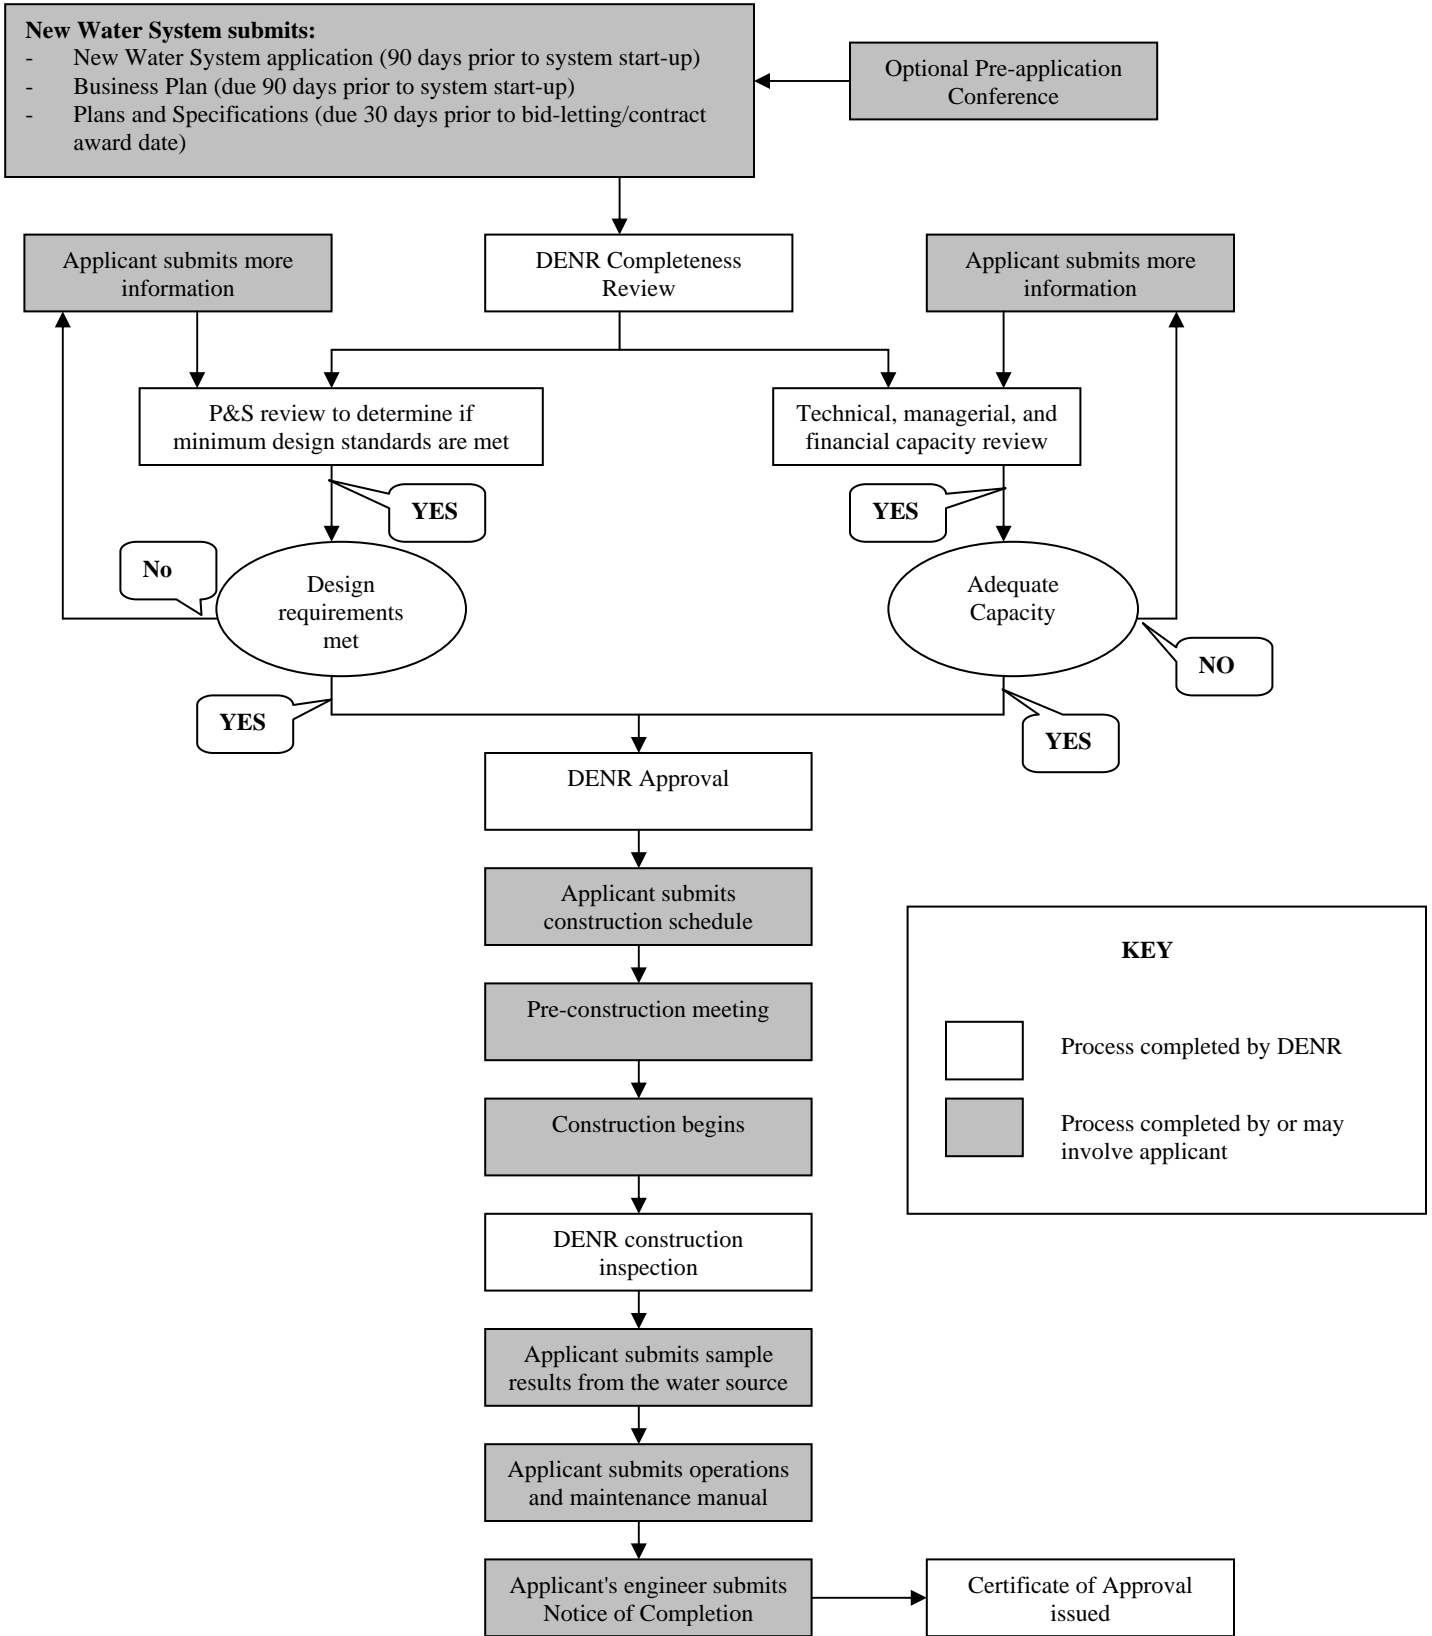 New Water System submits:
- New Water System application (90 days prior to system start-up)
- Business Plan (due 90 days prior to system start-up)
- Plans and Specifications (due 30 days prior to bid-letting/contract
award date)
Optional Pre-application
Conference
Applicant submits more
information
DENR Completeness
Review
Applicant submits more
information
P&S review to determine if
minimum design standards are met
Technical, managerial, and
financial capacity review
YES
YES
No
Design
requirements
met
Adequate
Capacity
NO
YES
YES
DENR Approval
Applicant submits
construction schedule
Pre-construction meeting
Construction begins
DENR construction
inspection
Applicant submits sample
results from the water source
Applicant submits operations
and maintenance manual
Applicant's engineer submits
Notice of Completion
Certificate of Approval
issued
KEY
Process completed by DENR
Process completed by or may
involve applicant